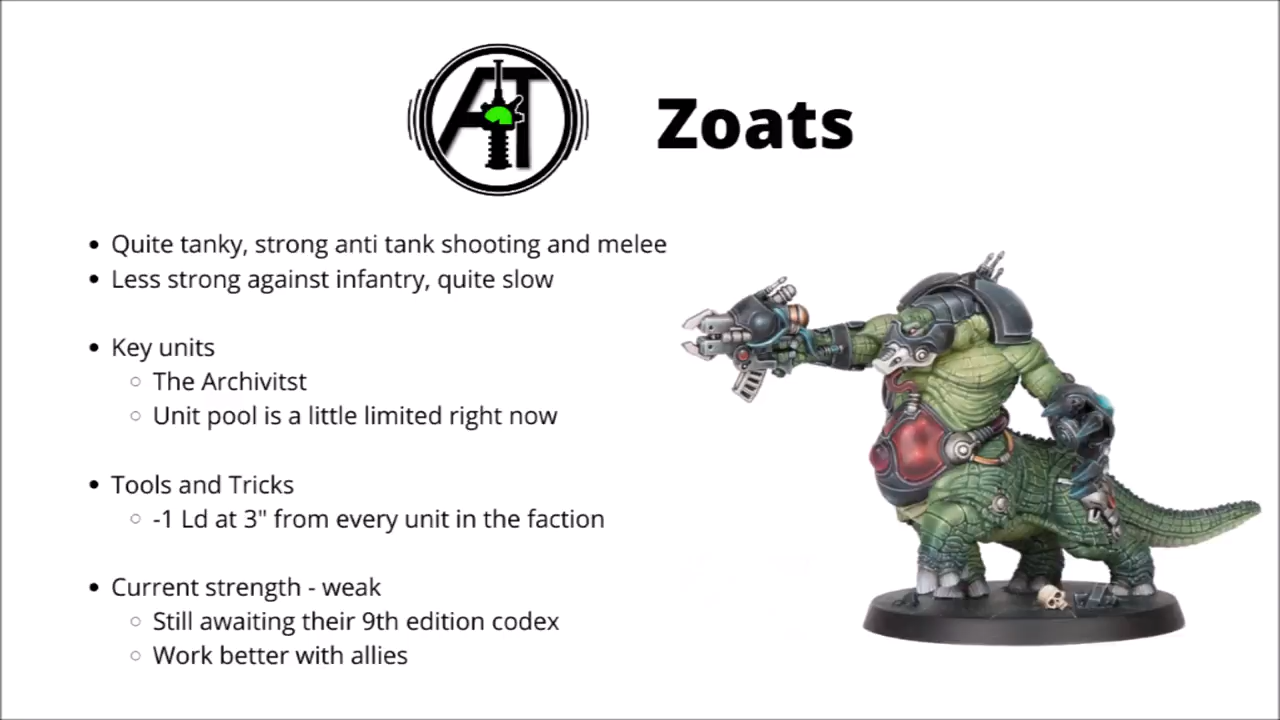 AT
Zoats
Quite tanky, strong anti tank shooting and melee
Less strong against infantry, quite slow
Key units
The Archivitst
Unit pool is a little limited right now
Tools and Tricks
-1 Ld at 3" from every unit in the faction
Current strength - weak
Still awaiting their 9th edition codex
Work better with allies